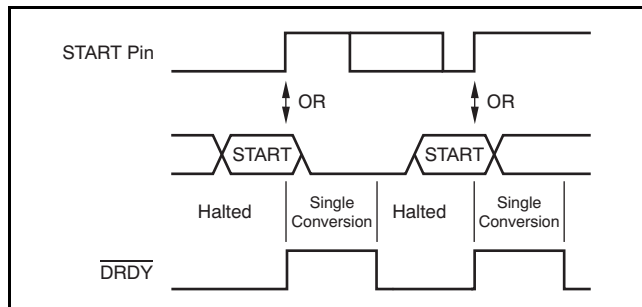 START Pin
OR
OR
START
START
Halted
Single
Conversion
Halted
Single
Conversion
DRDY